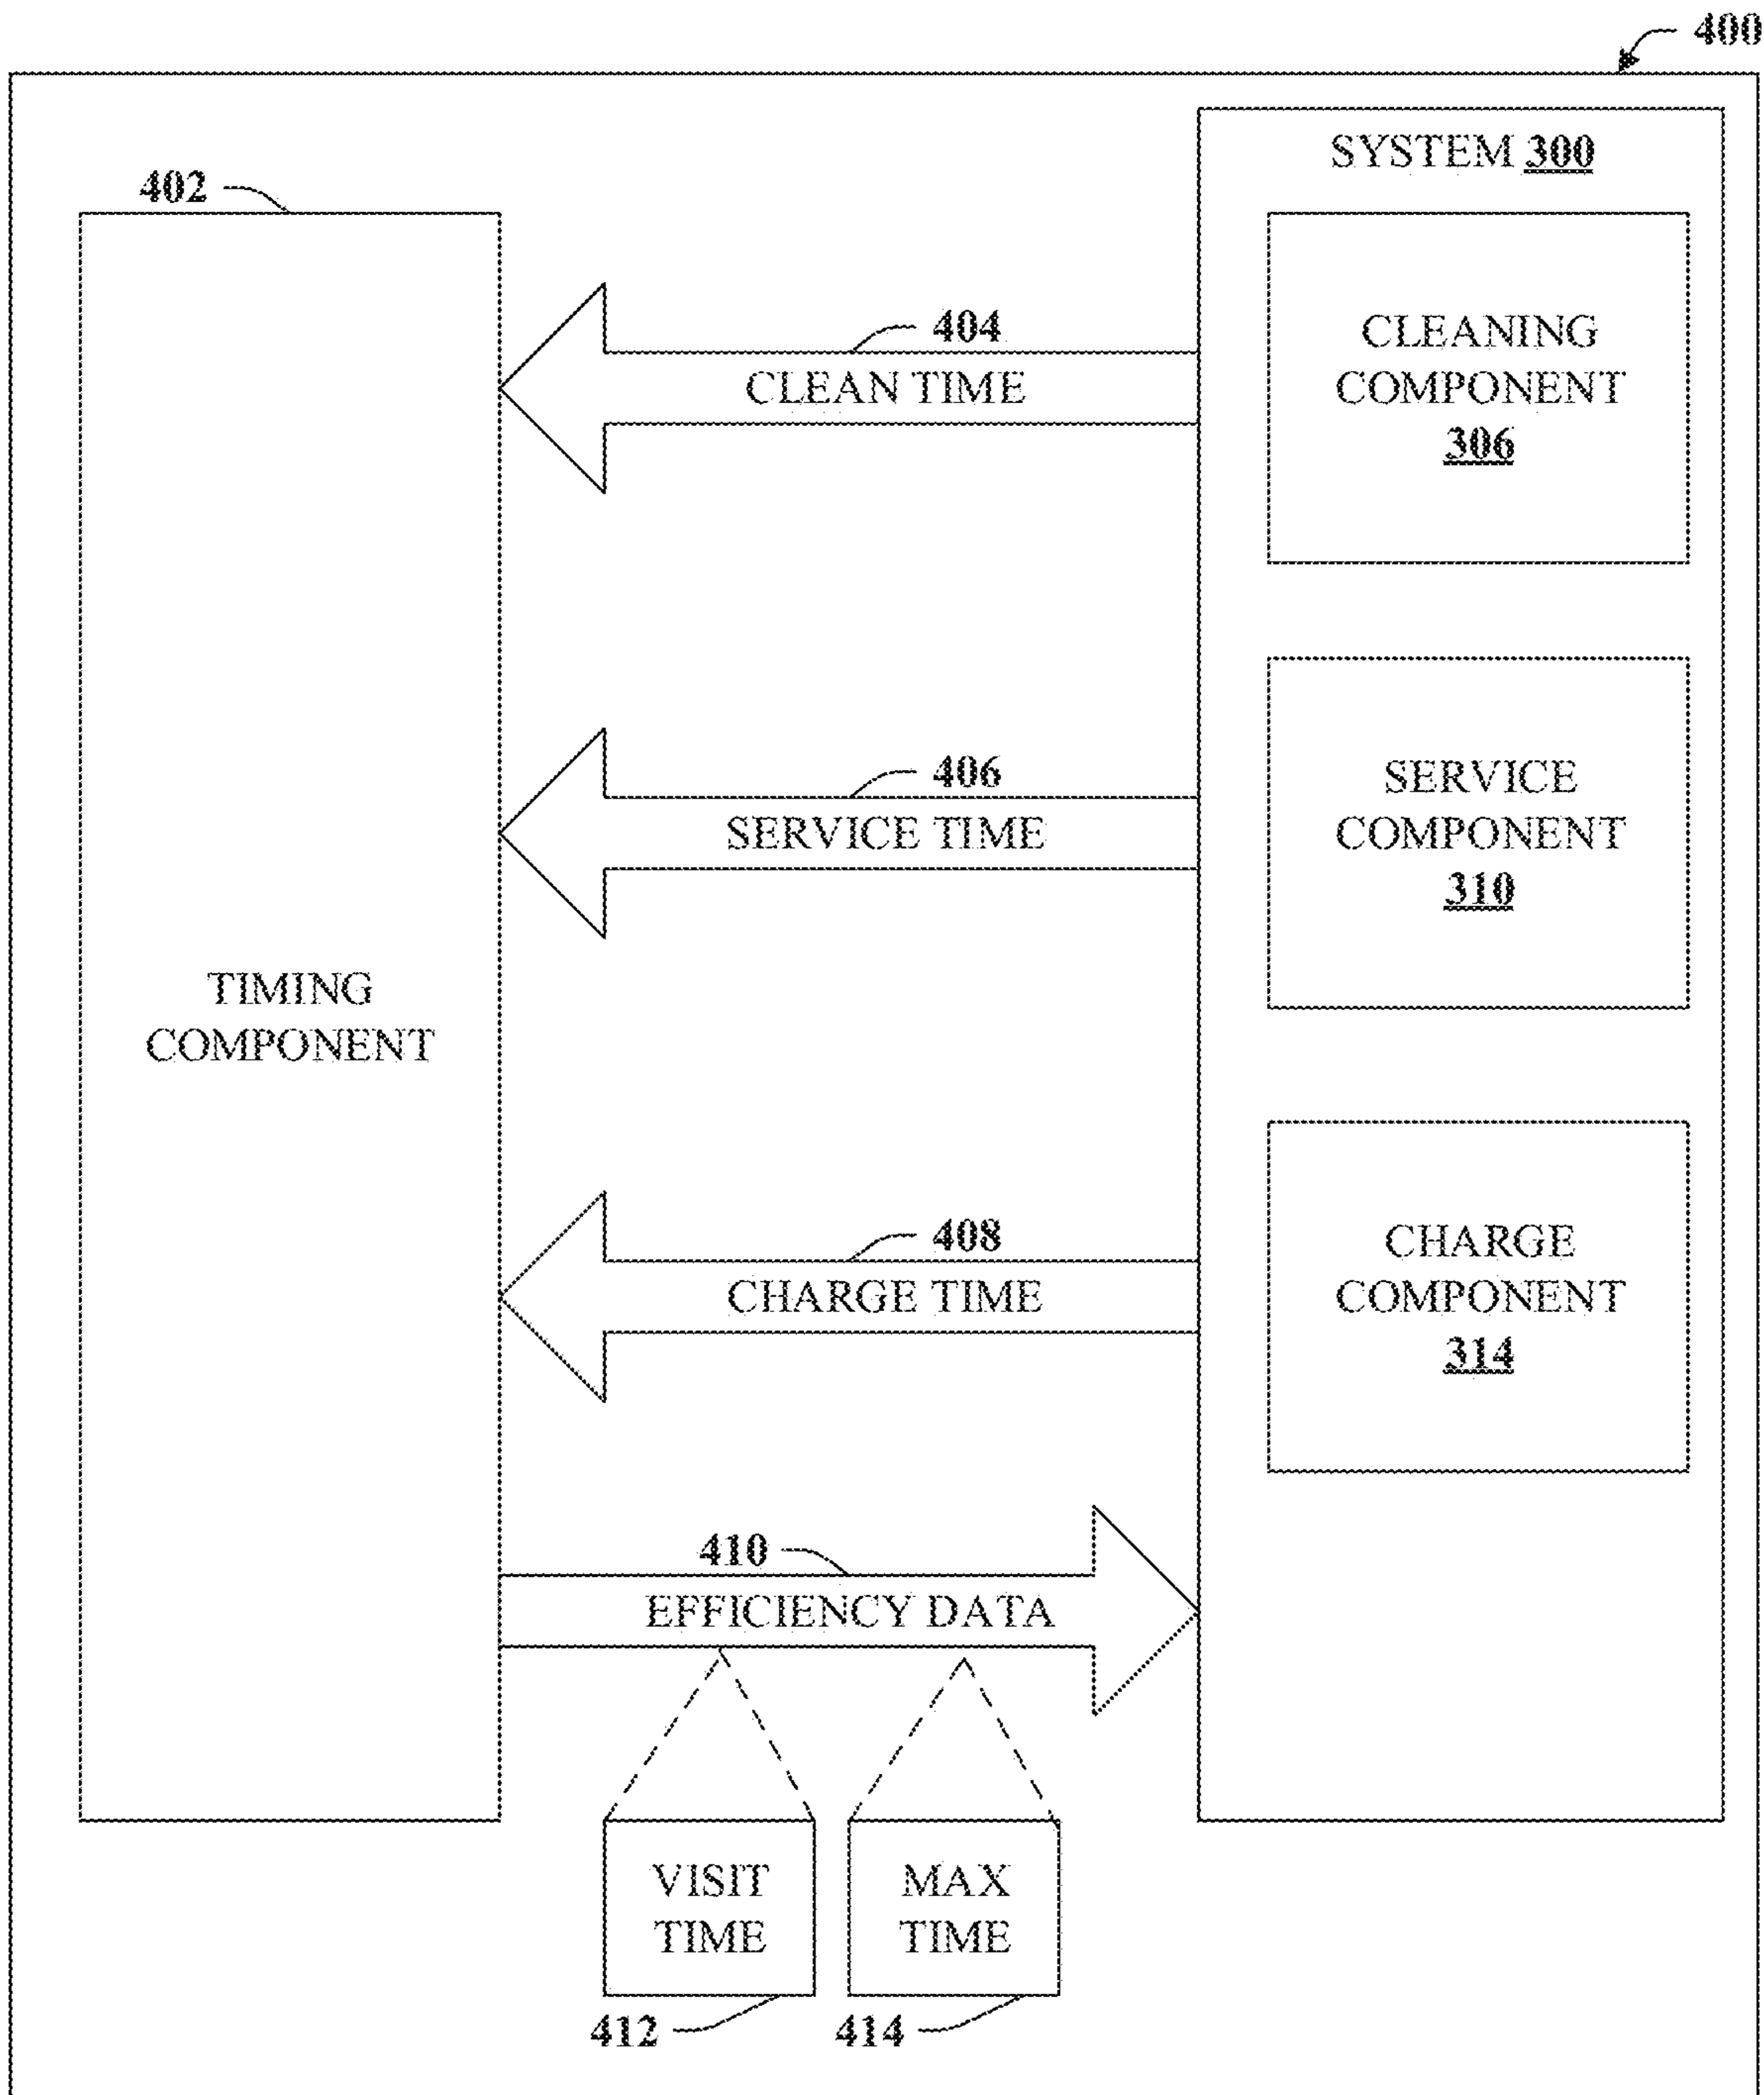 400
SYSTEM 300
402
CLEANING
COMPONENT
306
404
CLEAN TIME
SERVICE
COMPONENT
310
406
SERVICE TIME
TIMING
COMPONENT
CHARGE
COMPONENT
314
408
CHARGE TIME
410
EFFICIENCY DATA
VISIT
TIME
MAX
TIME
412
414